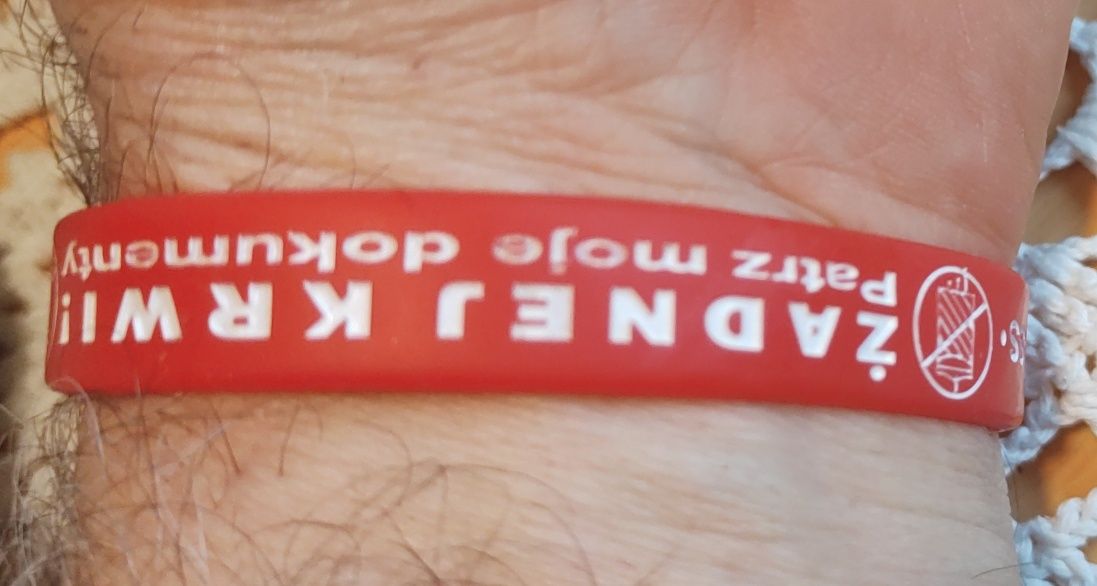 ŻADNEJ KRWI!
Patrz moje dokumenty